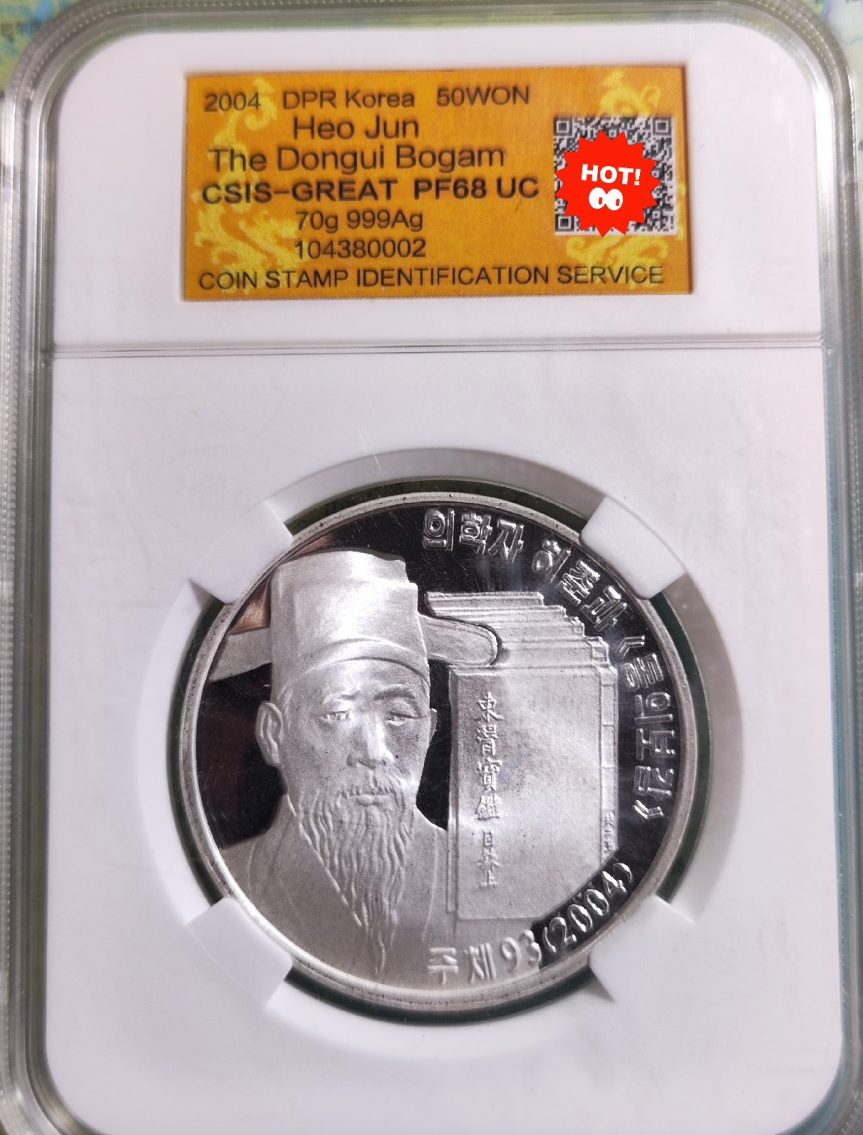 2004 DPR Korea 50WON
Heo Jun
The Dongui Bogam
CSIS-GREAT PF68 UC
70g 999Ag
104380002
COIN STAMP IDENTIFICATION SERVICE
HOT!
의학자 허준과 《동의보감》
東醫寶鑑
주체93(2004)